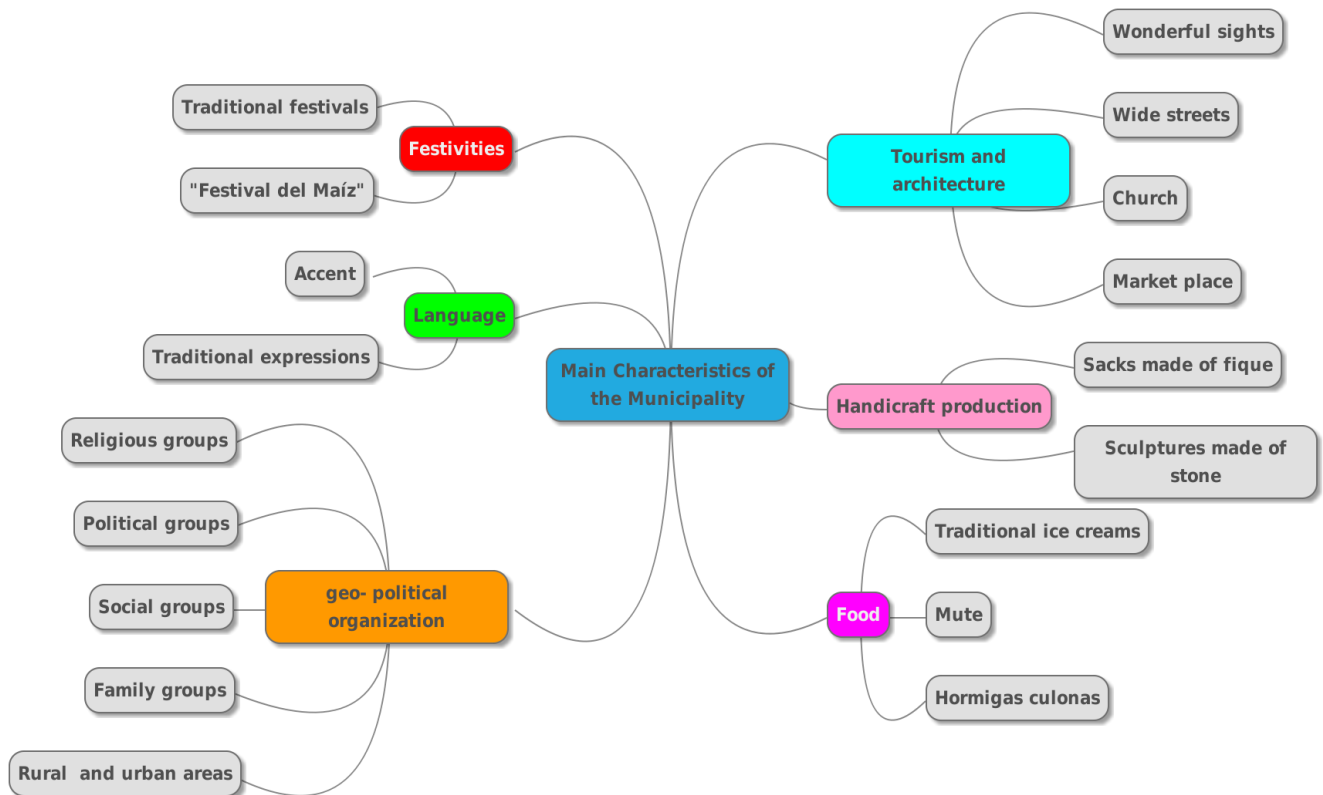 Main Characteristics of
the Municipality
Festivities
Traditional festivals
"Festival del Maíz"
Language
Accent
Traditional expressions
geo- political
organization
Religious groups
Political groups
Social groups
Family groups
Rural  and urban areas
Tourism and
architecture
Wonderful sights
Wide streets
Church
Market place
Handicraft production
Sacks made of fique
Sculptures made of
stone
Food
Traditional ice creams
Mute
Hormigas culonas